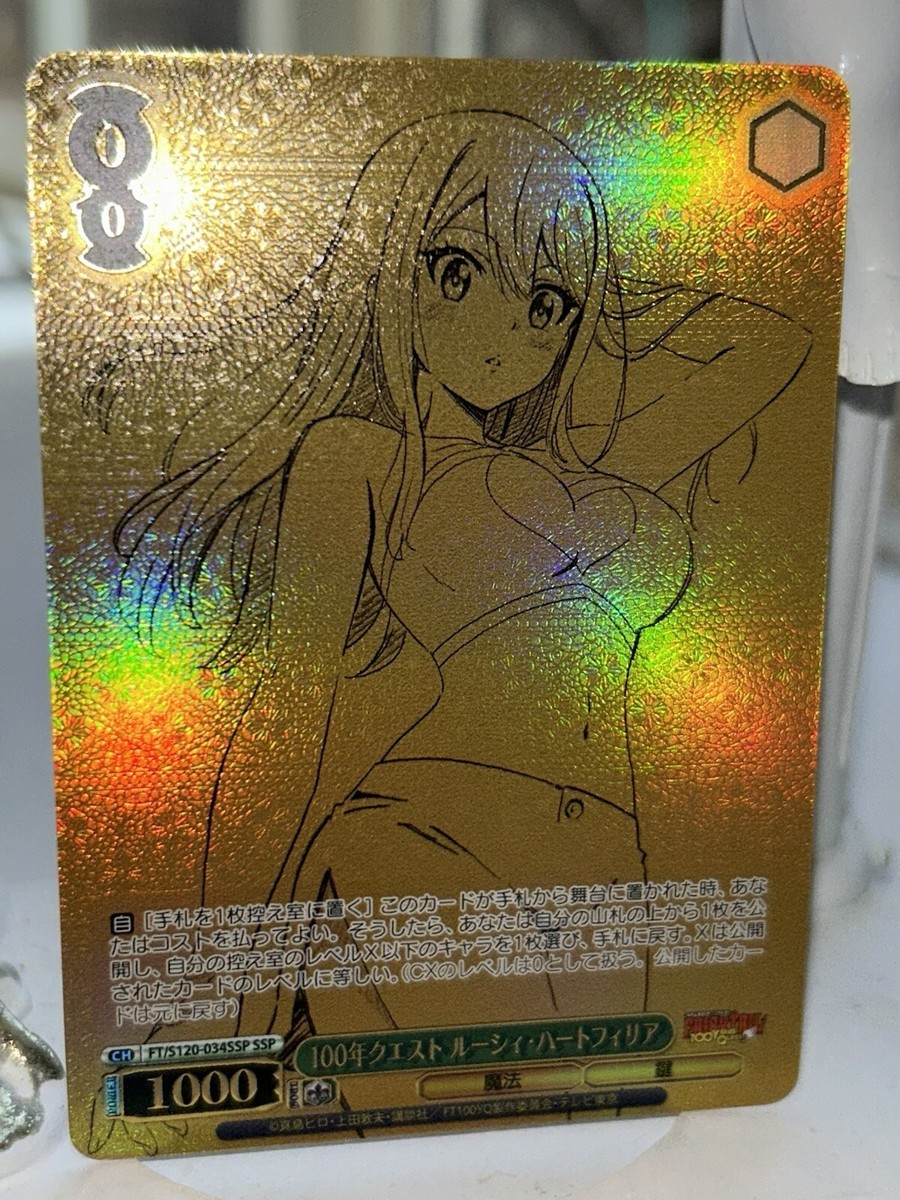 0
0
自 [手札を1枚控え室に置く] このカードが手札から舞台に置かれた時、あな
たはコストを払ってよい。そうしたら、あなたは自分の山札の上から1枚を公
開し、自分の控え室のレベルX以下のキャラを1枚選び、手札に戻す。Xは公開
されたカードのレベルに等しい。(CXのレベルは0として扱う。公開したカー
ドは元に戻す)
CH FT/S120-034SSP SSP
100年クエスト ルーシィ・ハートフィリア
POWER 1000
魔法 鍵
©真島ヒロ・上田敦夫・講談社/FT100YQ製作委員会・テレビ東京